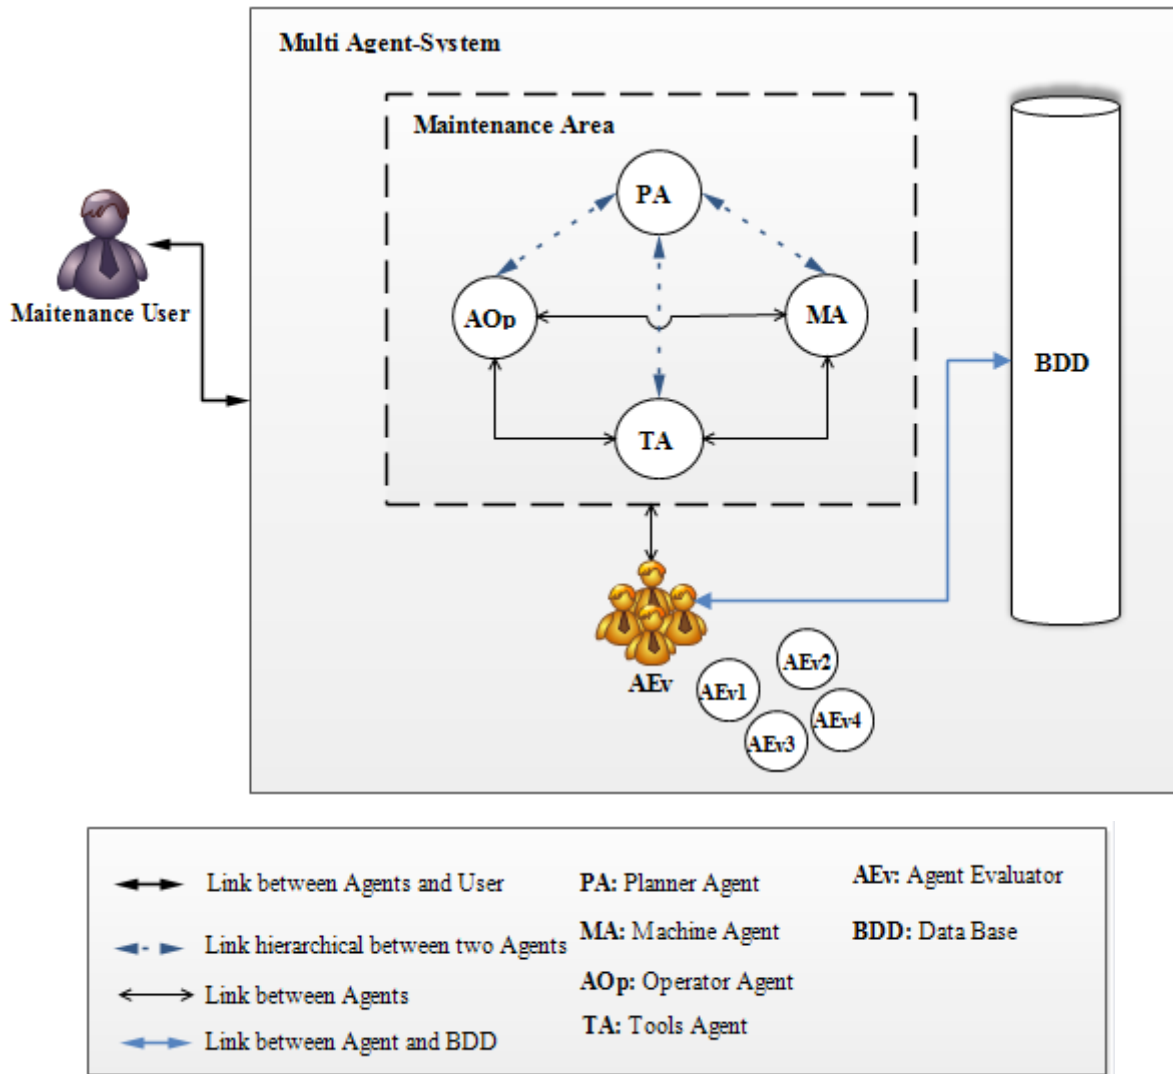 Multi Agent-System
Maintenance Area
PA
Maitenance User
AOp
MA
BDD
TA
AEv
AEv1
AEv2
AEv4
AEv3
Link between Agents and User
Link hierarchical between two Agents
Link between Agents
Link between Agent and BDD
PA: Planner Agent
MA: Machine Agent
AOp: Operator Agent
TA: Tools Agent
AEv: Agent Evaluator
BDD: Data Base